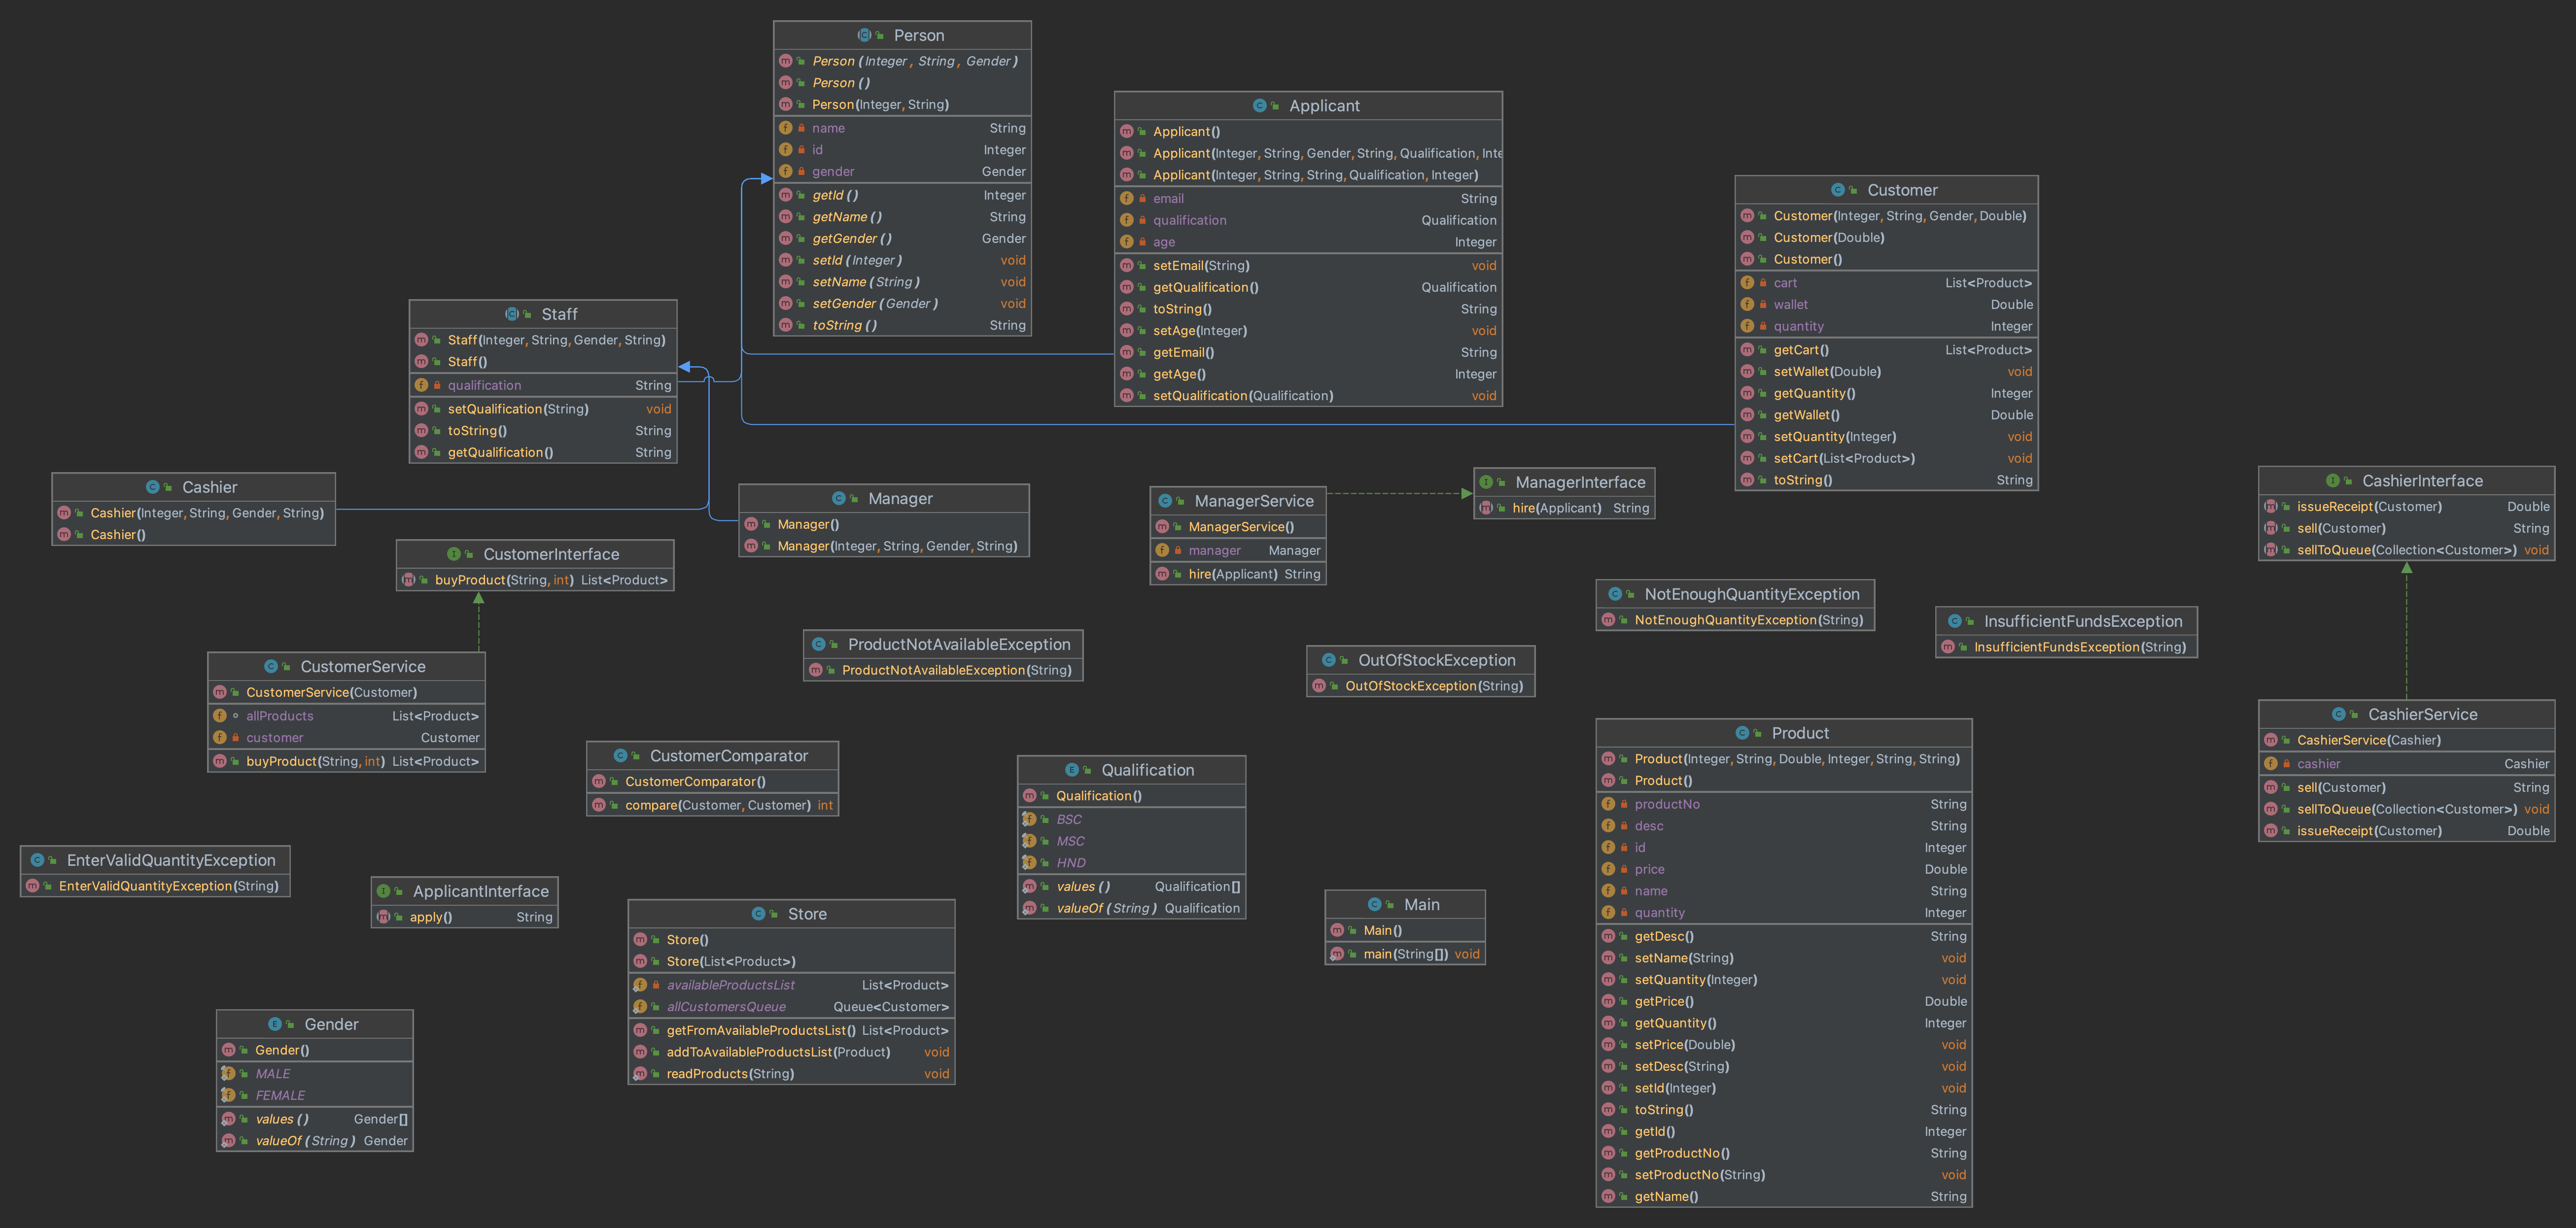 Person
Person (Integer, String, Gender)
Person ()
Person(Integer, String)
name String
id Integer
gender Gender
getId () Integer
getName () String
getGender () Gender
setId (Integer) void
setName (String) void
setGender (Gender) void
toString () String
Applicant
Applicant()
Applicant(Integer, String, Gender, String, Qualification, Inte
Applicant(Integer, String, String, Qualification, Integer)
email String
qualification Qualification
age Integer
setEmail(String) void
getQualification() Qualification
toString() String
setAge(Integer) void
getEmail() String
getAge() Integer
setQualification(Qualification) void
Customer
Customer(Integer, String, Gender, Double)
Customer(Double)
Customer()
cart List<Product>
wallet Double
quantity Integer
getCart() List<Product>
setWallet(Double) void
getQuantity() Integer
getWallet() Double
setQuantity(Integer) void
setCart(List<Product>) void
toString() String
Staff
Staff(Integer, String, Gender, String)
Staff()
qualification String
setQualification(String) void
toString() String
getQualification() String
Cashier
Cashier(Integer, String, Gender, String)
Cashier()
Manager
Manager()
Manager(Integer, String, Gender, String)
ManagerService
ManagerService()
manager Manager
hire(Applicant) String
ManagerInterface
hire(Applicant) String
CashierInterface
issueReceipt(Customer) Double
sell(Customer) String
sellToQueue(Collection<Customer>) void
CustomerInterface
buyProduct(String, int) List<Product>
NotEnoughQuantityException
NotEnoughQuantityException(String)
InsufficientFundsException
InsufficientFundsException(String)
ProductNotAvailableException
ProductNotAvailableException(String)
OutOfStockException
OutOfStockException(String)
CustomerService
CustomerService(Customer)
allProducts List<Product>
customer Customer
buyProduct(String, int) List<Product>
CashierService
CashierService(Cashier)
cashier Cashier
sell(Customer) String
sellToQueue(Collection<Customer>) void
issueReceipt(Customer) Double
CustomerComparator
CustomerComparator()
compare(Customer, Customer) int
Qualification
Qualification()
BSC
MSC
HND
values () Qualification[]
valueOf (String) Qualification
Product
Product(Integer, String, Double, Integer, String, String)
Product()
productNo String
desc String
id Integer
price Double
name String
quantity Integer
getDesc() String
setName(String) void
setQuantity(Integer) void
getPrice() Double
getQuantity() Integer
setPrice(Double) void
setDesc(String) void
setId(Integer) void
toString() String
getId() Integer
getProductNo() String
setProductNo(String) void
getName() String
EnterValidQuantityException
EnterValidQuantityException(String)
ApplicantInterface
apply() String
Store
Store()
Store(List<Product>)
availableProductsList List<Product>
allCustomersQueue Queue<Customer>
getFromAvailableProductsList() List<Product>
addToAvailableProductsList(Product) void
readProducts(String) void
Main
Main()
main(String[]) void
Gender
Gender()
MALE
FEMALE
values () Gender[]
valueOf (String) Gender